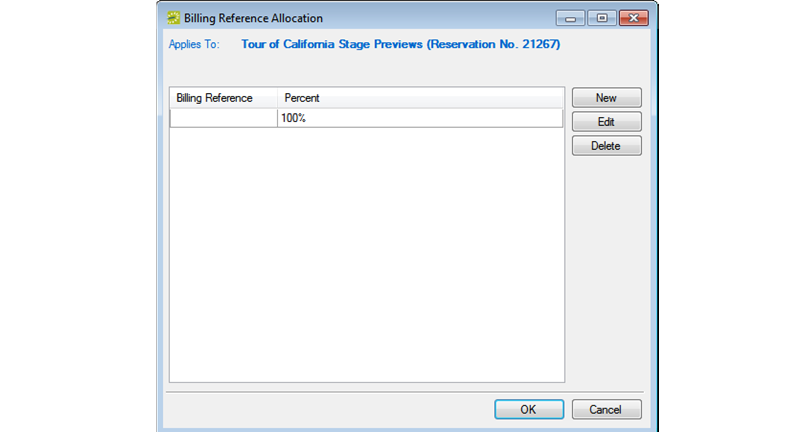 Billing Reference Allocation
Applies To: Tour of California Stage Previews (Reservation No. 21267)
Billing Reference Percent New
100% Edit
Delete
OK Cancel